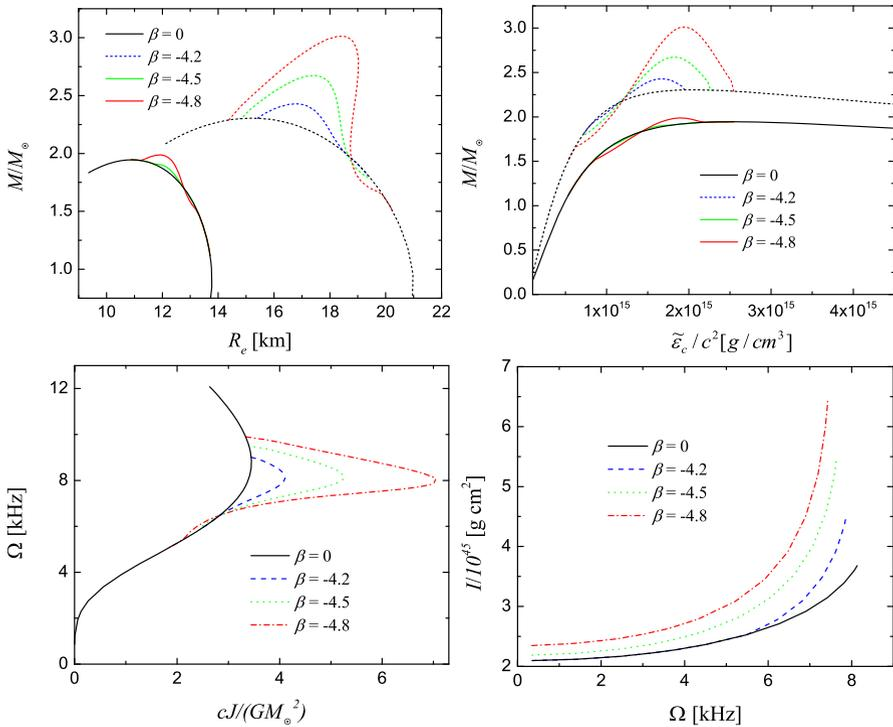 3.0
2.5
2.0
1.5
1.0
M/M☉
β = 0
β = -4.2
β = -4.5
β = -4.8
10 12 14 16 18 20 22
R_e [km]
3.0
2.5
2.0
1.5
1.0
0.5
0.0
M/M☉
β = 0
β = -4.2
β = -4.5
β = -4.8
1x10^15 2x10^15 3x10^15 4x10^15
ε̃_c / c^2 [g / cm^3]
12
8
4
0
Ω [kHz]
β = 0
β = -4.2
β = -4.5
β = -4.8
0 2 4 6
cJ/(GM☉^2)
7
6
5
4
3
2
I/10^45 [g cm^2]
β = 0
β = -4.2
β = -4.5
β = -4.8
0 2 4 6 8
Ω [kHz]